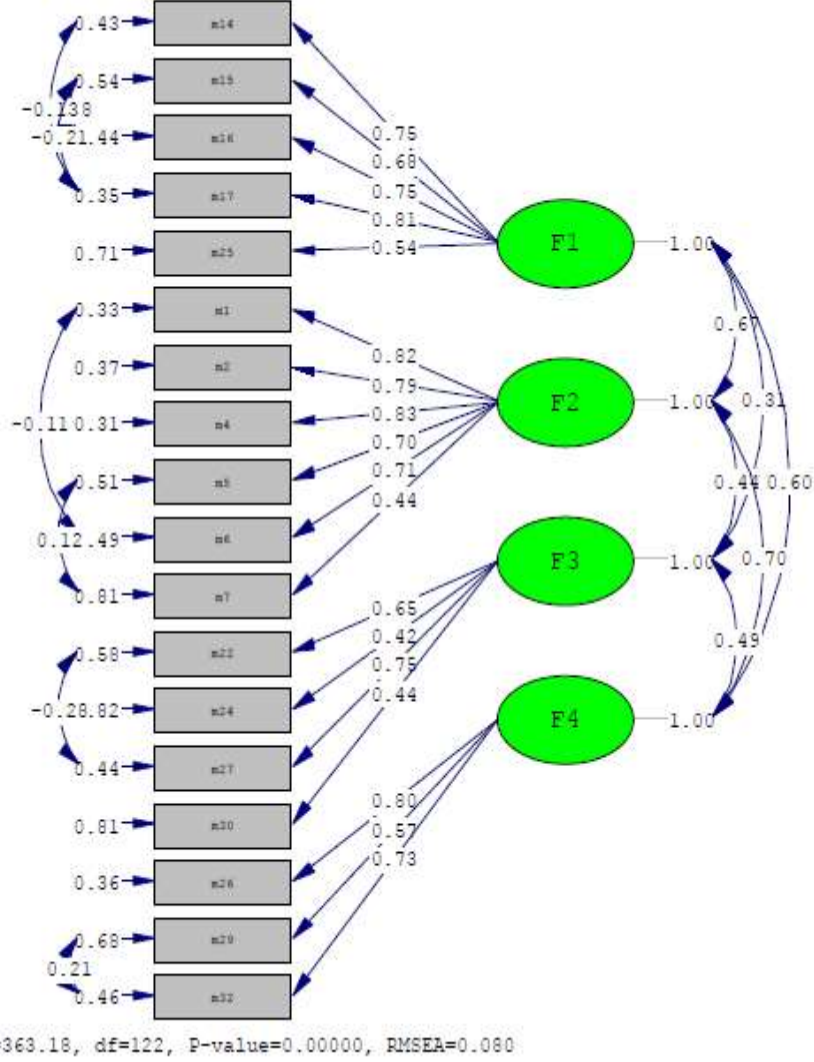 0.43 m14
0.54 m15
-0.138
-0.21.44 m16
0.35 m17
0.71 m25
0.75
0.68
0.75
0.81
0.54
F1 1.00
0.33 m1
0.37 m2
-0.11 0.31 m4
0.51 m5
0.12.49 m6
0.81 m7
0.82
0.79
0.83
0.70
0.71
0.44
F2 1.00
0.58 m22
-0.28.82 m24
0.44 m27
0.81 m30
0.65
0.42
0.75
0.44
F3 1.00
0.36 m26
0.68 m29
0.21
0.46 m32
0.80
0.57
0.73
F4 1.00
0.67
0.31
0.44 0.60
0.70
0.49
=363.18, df=122, P-value=0.00000, RMSEA=0.080